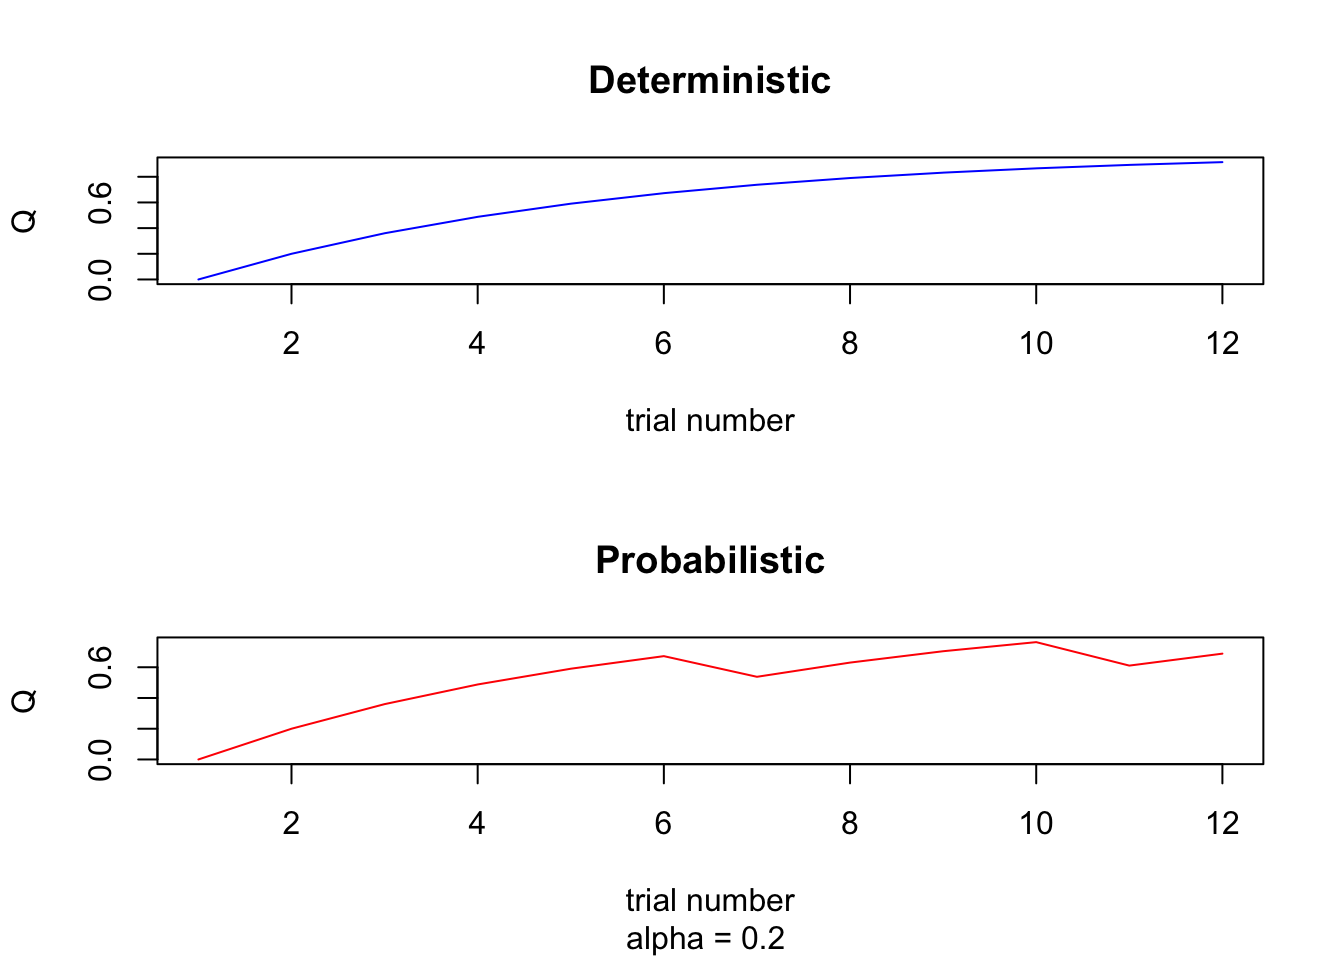 Deterministic
Q
0.6
0.0
2 4 6 8 10 12
trial number
Probabilistic
Q
0.6
0.0
2 4 6 8 10 12
trial number
alpha = 0.2